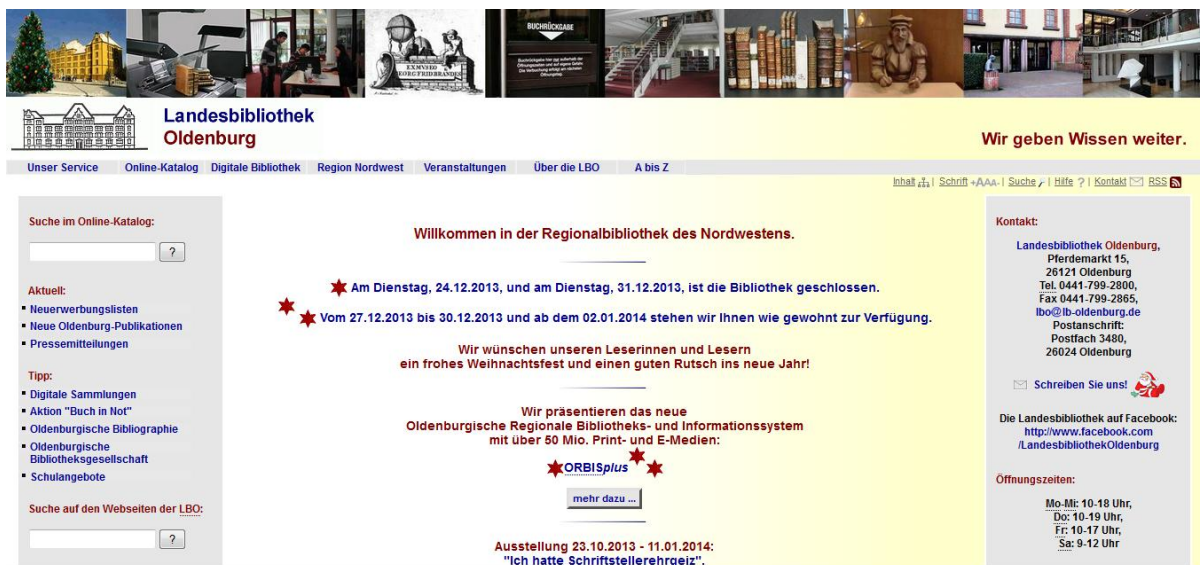 BUCHRÜCKGABE
EX MVSEO
GEORG FRID BRANDES
Landesbibliothek
Oldenburg
Wir geben Wissen weiter.
Unser Service Online-Katalog Digitale Bibliothek Region Nordwest Veranstaltungen Über die LBO A bis Z
Inhalt | Schrift +AAA- | Suche | Hilfe ? | Kontakt RSS
Suche im Online-Katalog:
?
Aktuell:
Neuerwerbungslisten
Neue Oldenburg-Publikationen
Pressemitteilungen
Tipp:
Digitale Sammlungen
Aktion "Buch in Not"
Oldenburgische Bibliographie
Oldenburgische
Bibliotheksgesellschaft
Schulangebote
Suche auf den Webseiten der LBO:
?
Willkommen in der Regionalbibliothek des Nordwestens.
Am Dienstag, 24.12.2013, und am Dienstag, 31.12.2013, ist die Bibliothek geschlossen.
Vom 27.12.2013 bis 30.12.2013 und ab dem 02.01.2014 stehen wir Ihnen wie gewohnt zur Verfügung.
Wir wünschen unseren Leserinnen und Lesern
ein frohes Weihnachtsfest und einen guten Rutsch ins neue Jahr!
Wir präsentieren das neue
Oldenburgische Regionale Bibliotheks- und Informationssystem
mit über 50 Mio. Print- und E-Medien:
ORBISplus
mehr dazu ...
Ausstellung 23.10.2013 - 11.01.2014:
"Ich hatte Schriftstellerehrgeiz".
Kontakt:
Landesbibliothek Oldenburg,
Pferdemarkt 15,
26121 Oldenburg
Tel. 0441-799-2800,
Fax 0441-799-2865,
lbo@lb-oldenburg.de
Postanschrift:
Postfach 3480,
26024 Oldenburg
Schreiben Sie uns!
Die Landesbibliothek auf Facebook:
http://www.facebook.com
/LandesbibliothekOldenburg
Öffnungszeiten:
Mo-Mi: 10-18 Uhr,
Do: 10-19 Uhr,
Fr: 10-17 Uhr,
Sa: 9-12 Uhr